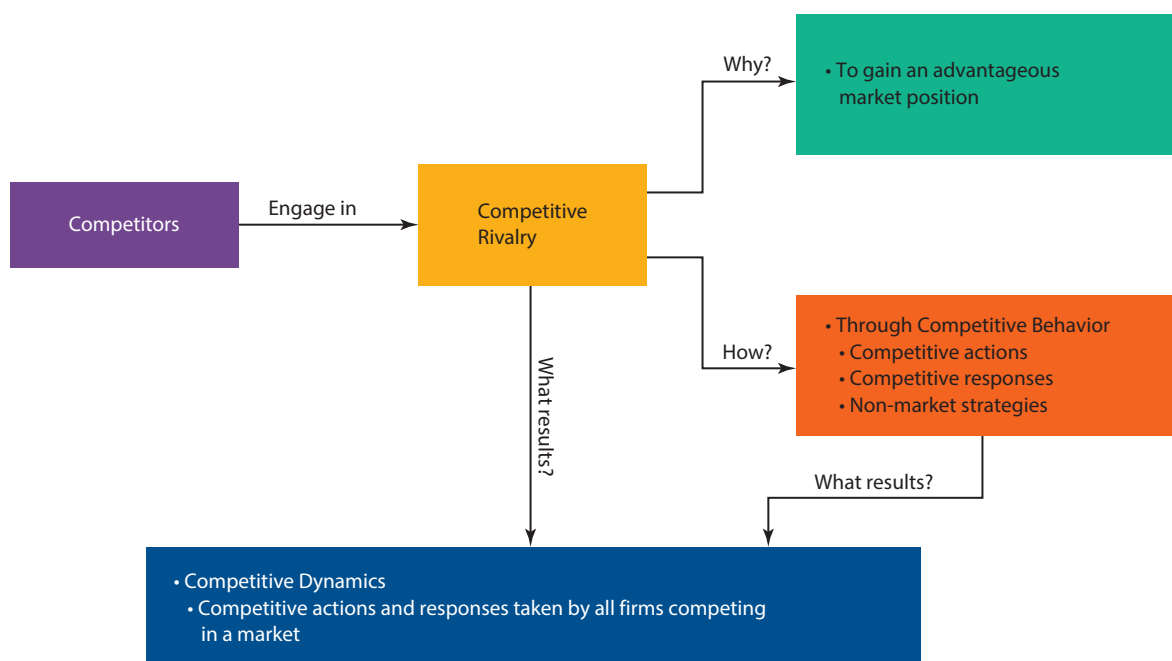 Why?
• To gain an advantageous
market position
Competitors
Engage in
Competitive
Rivalry
How?
• Through Competitive Behavior
• Competitive actions
• Competitive responses
• Non-market strategies
What results?
What results?
• Competitive Dynamics
• Competitive actions and responses taken by all firms competing
in a market